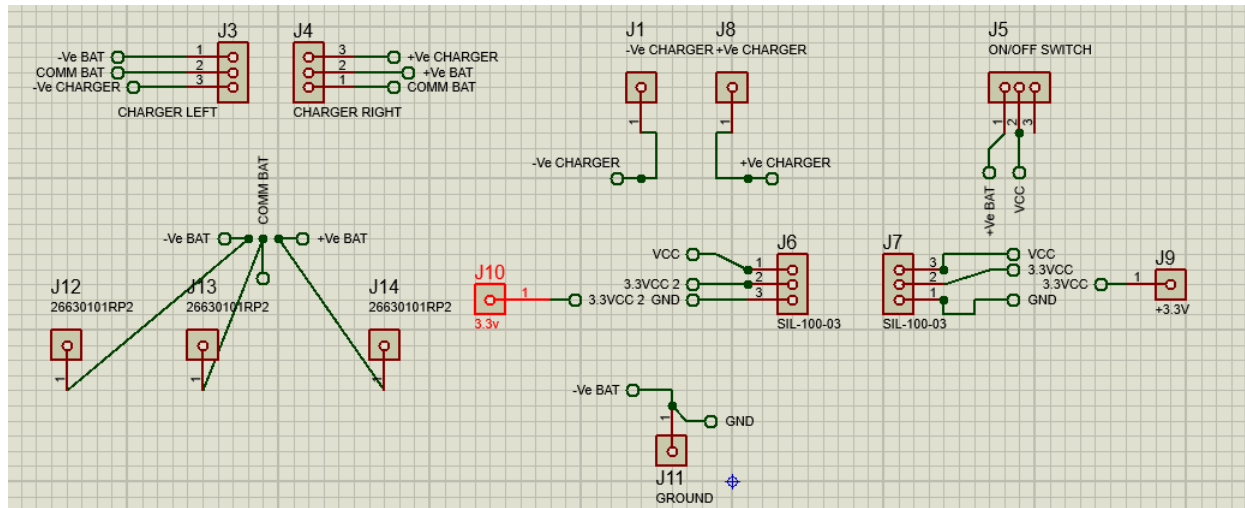 J3
-Ve BAT 1
COMM BAT 2
-Ve CHARGER 3
CHARGER LEFT
J4
3 +Ve CHARGER
2 +Ve BAT
1 COMM BAT
CHARGER RIGHT
J1
-Ve CHARGER
1
-Ve CHARGER
J8
+Ve CHARGER
1
+Ve CHARGER
J5
ON/OFF SWITCH
1 2 3
+Ve BAT
VCC
COMM BAT
-Ve BAT
+Ve BAT
J12
26630101RP2
1
J13
26630101RP2
1
J14
26630101RP2
1
J10
1
3.3VCC 2
3.3v
J6
VCC 1
3.3VCC 2 2
GND 3
SIL-100-03
J7
3 VCC
2 3.3VCC
1 GND
SIL-100-03
J9
3.3VCC 1
+3.3V
-Ve BAT
1
GND
J11
GROUND